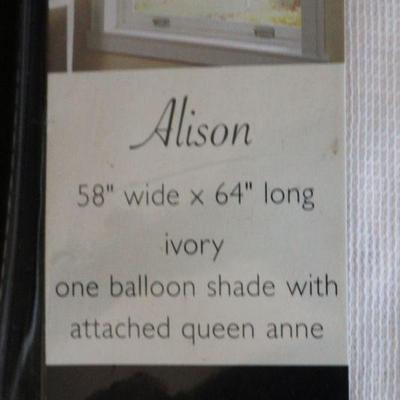 Alison
58" wide x 64" long
ivory
one balloon shade with
attached queen anne